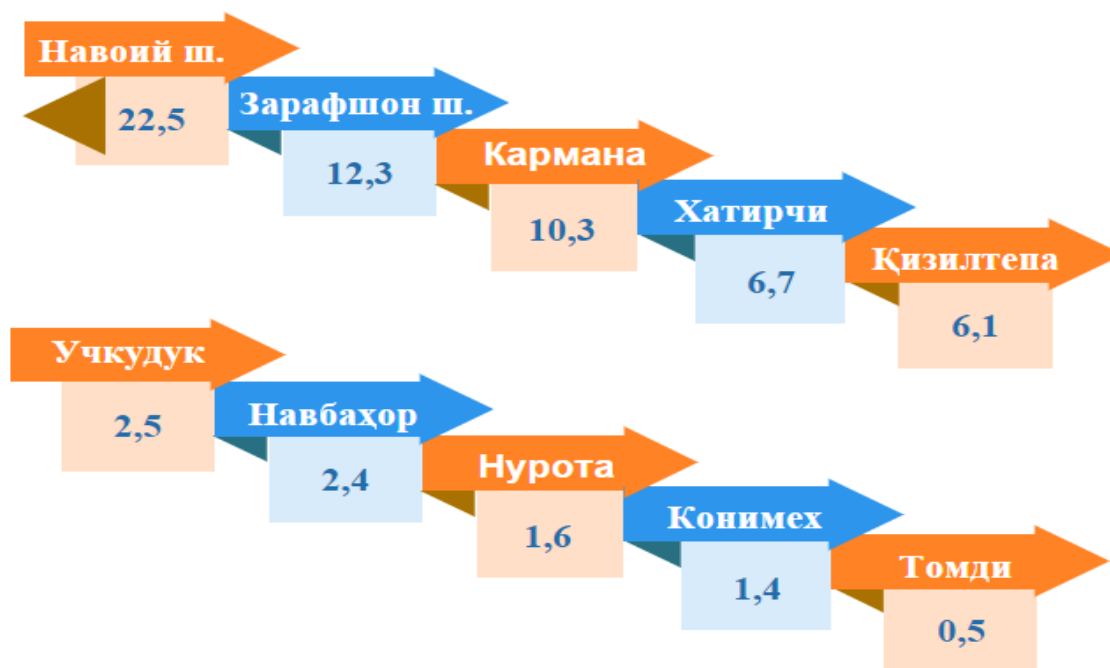 Навоий ш.
22,5
Зарафшон ш.
12,3
Кармана
10,3
Хатирчи
6,7
Қизилтепа
6,1
Учкудук
2,5
Навбаҳор
2,4
Нурота
1,6
Конимех
1,4
Томди
0,5